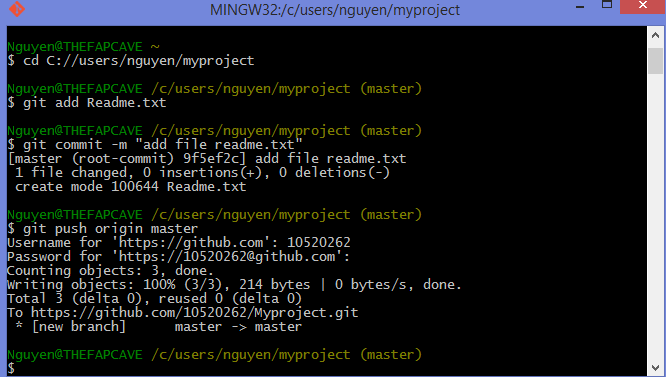 MINGW32:/c/users/nguyen/myproject
Nguyen@THEFAPCAVE ~
$ cd C://users/nguyen/myproject
Nguyen@THEFAPCAVE /c/users/nguyen/myproject (master)
$ git add Readme.txt
Nguyen@THEFAPCAVE /c/users/nguyen/myproject (master)
$ git commit -m "add file readme.txt"
[master (root-commit) 9f5ef2c] add file readme.txt
 1 file changed, 0 insertions(+), 0 deletions(-)
 create mode 100644 Readme.txt
Nguyen@THEFAPCAVE /c/users/nguyen/myproject (master)
$ git push origin master
Username for 'https://github.com': 10520262
Password for 'https://10520262@github.com':
Counting objects: 3, done.
Writing objects: 100% (3/3), 214 bytes | 0 bytes/s, done.
Total 3 (delta 0), reused 0 (delta 0)
To https://github.com/10520262/Myproject.git
 * [new branch]      master -> master
Nguyen@THEFAPCAVE /c/users/nguyen/myproject (master)
$